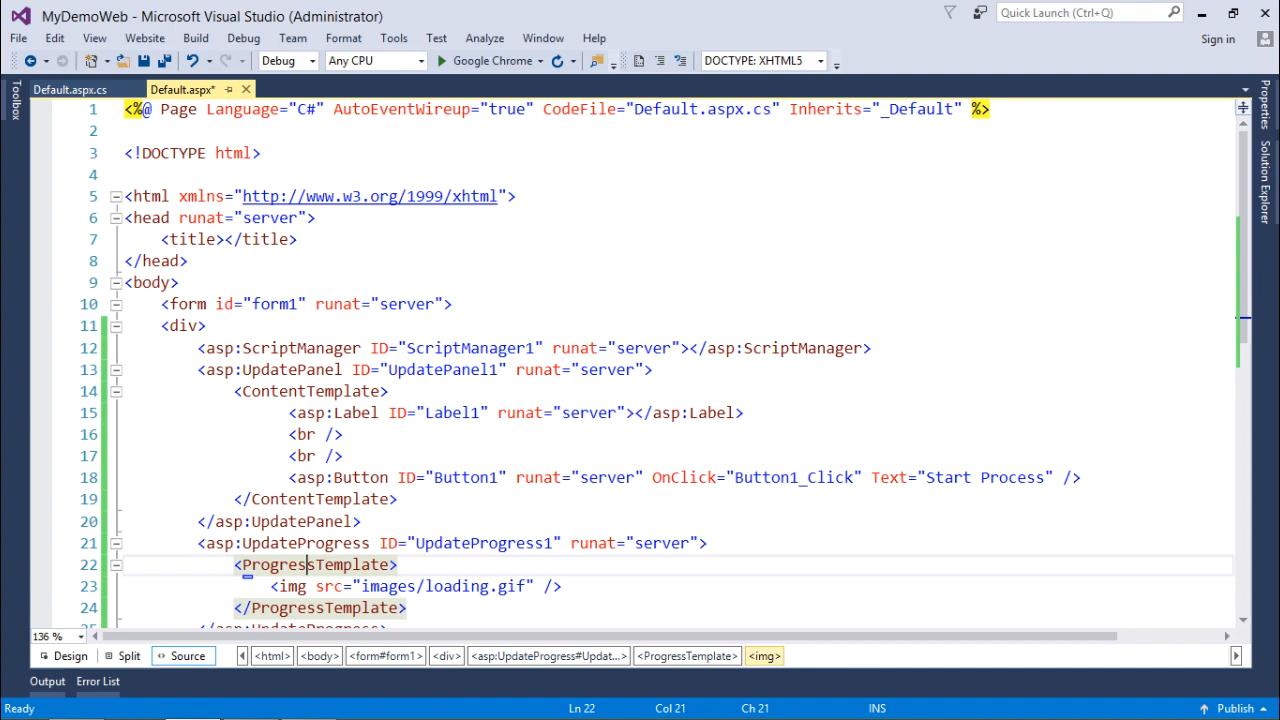 MyDemoWeb - Microsoft Visual Studio (Administrator)
Quick Launch (Ctrl+Q)
File Edit View Website Build Debug Team Format Tools Test Analyze Window Help
Sign in
Debug Any CPU Google Chrome DOCTYPE: XHTML5
Toolbox
Default.aspx.cs Default.aspx*
Properties
Solution Explorer
1 <%@ Page Language="C#" AutoEventWireup="true" CodeFile="Default.aspx.cs" Inherits="_Default" %>
2
3 <!DOCTYPE html>
4
5 <html xmlns="http://www.w3.org/1999/xhtml">
6 <head runat="server">
7 <title></title>
8 </head>
9 <body>
10 <form id="form1" runat="server">
11 <div>
12 <asp:ScriptManager ID="ScriptManager1" runat="server"></asp:ScriptManager>
13 <asp:UpdatePanel ID="UpdatePanel1" runat="server">
14 <ContentTemplate>
15 <asp:Label ID="Label1" runat="server"></asp:Label>
16 <br />
17 <br />
18 <asp:Button ID="Button1" runat="server" OnClick="Button1_Click" Text="Start Process" />
19 </ContentTemplate>
20 </asp:UpdatePanel>
21 <asp:UpdateProgress ID="UpdateProgress1" runat="server">
22 <ProgressTemplate>
23 <img src="images/loading.gif" />
24 </ProgressTemplate>
25 </asp:UpdateProgress>
136 %
Design Split Source <html> <body> <form#form1> <div> <asp:UpdateProgress#Updat...> <ProgressTemplate> <img>
Output Error List
Ready Ln 22 Col 21 Ch 21 INS Publish